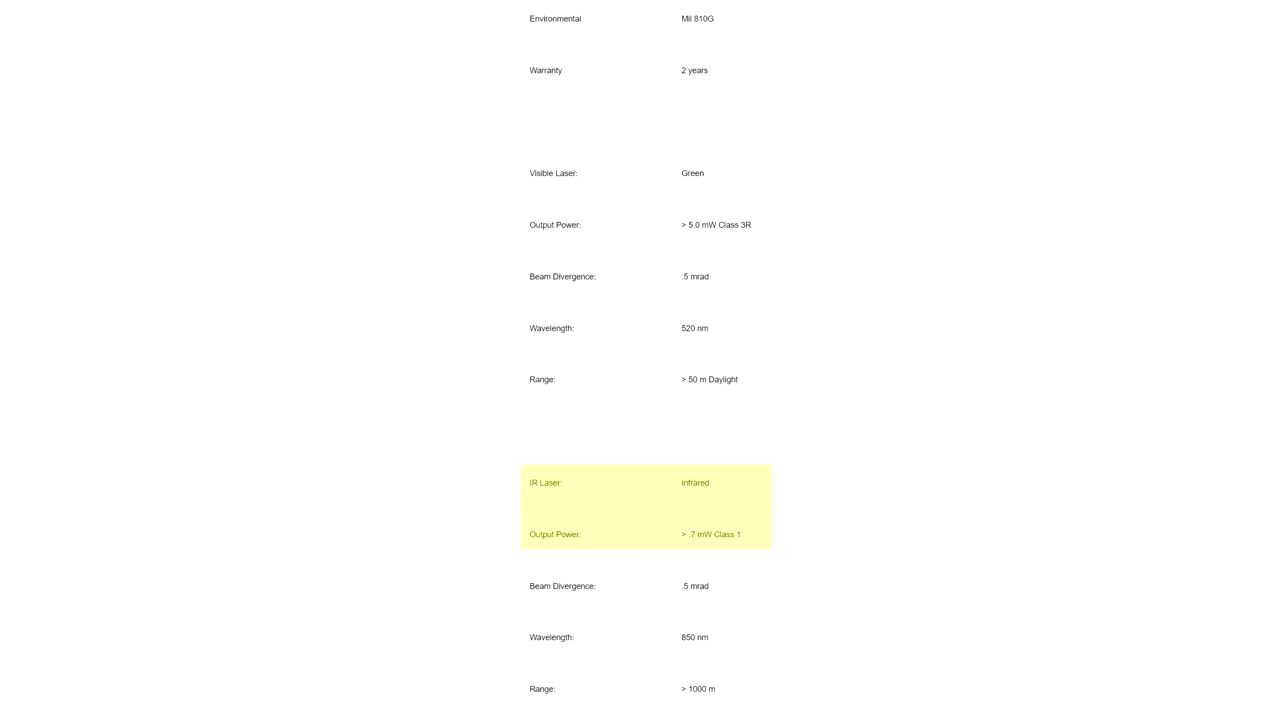 Environmental Mil 810G
Warranty 2 years
Visible Laser: Green
Output Power: > 5.0 mW Class 3R
Beam Divergence: .5 mrad
Wavelength: 520 nm
Range: > 50 m Daylight
IR Laser: Infrared
Output Power: > .7 mW Class 1
Beam Divergence: .5 mrad
Wavelength: 850 nm
Range: > 1000 m